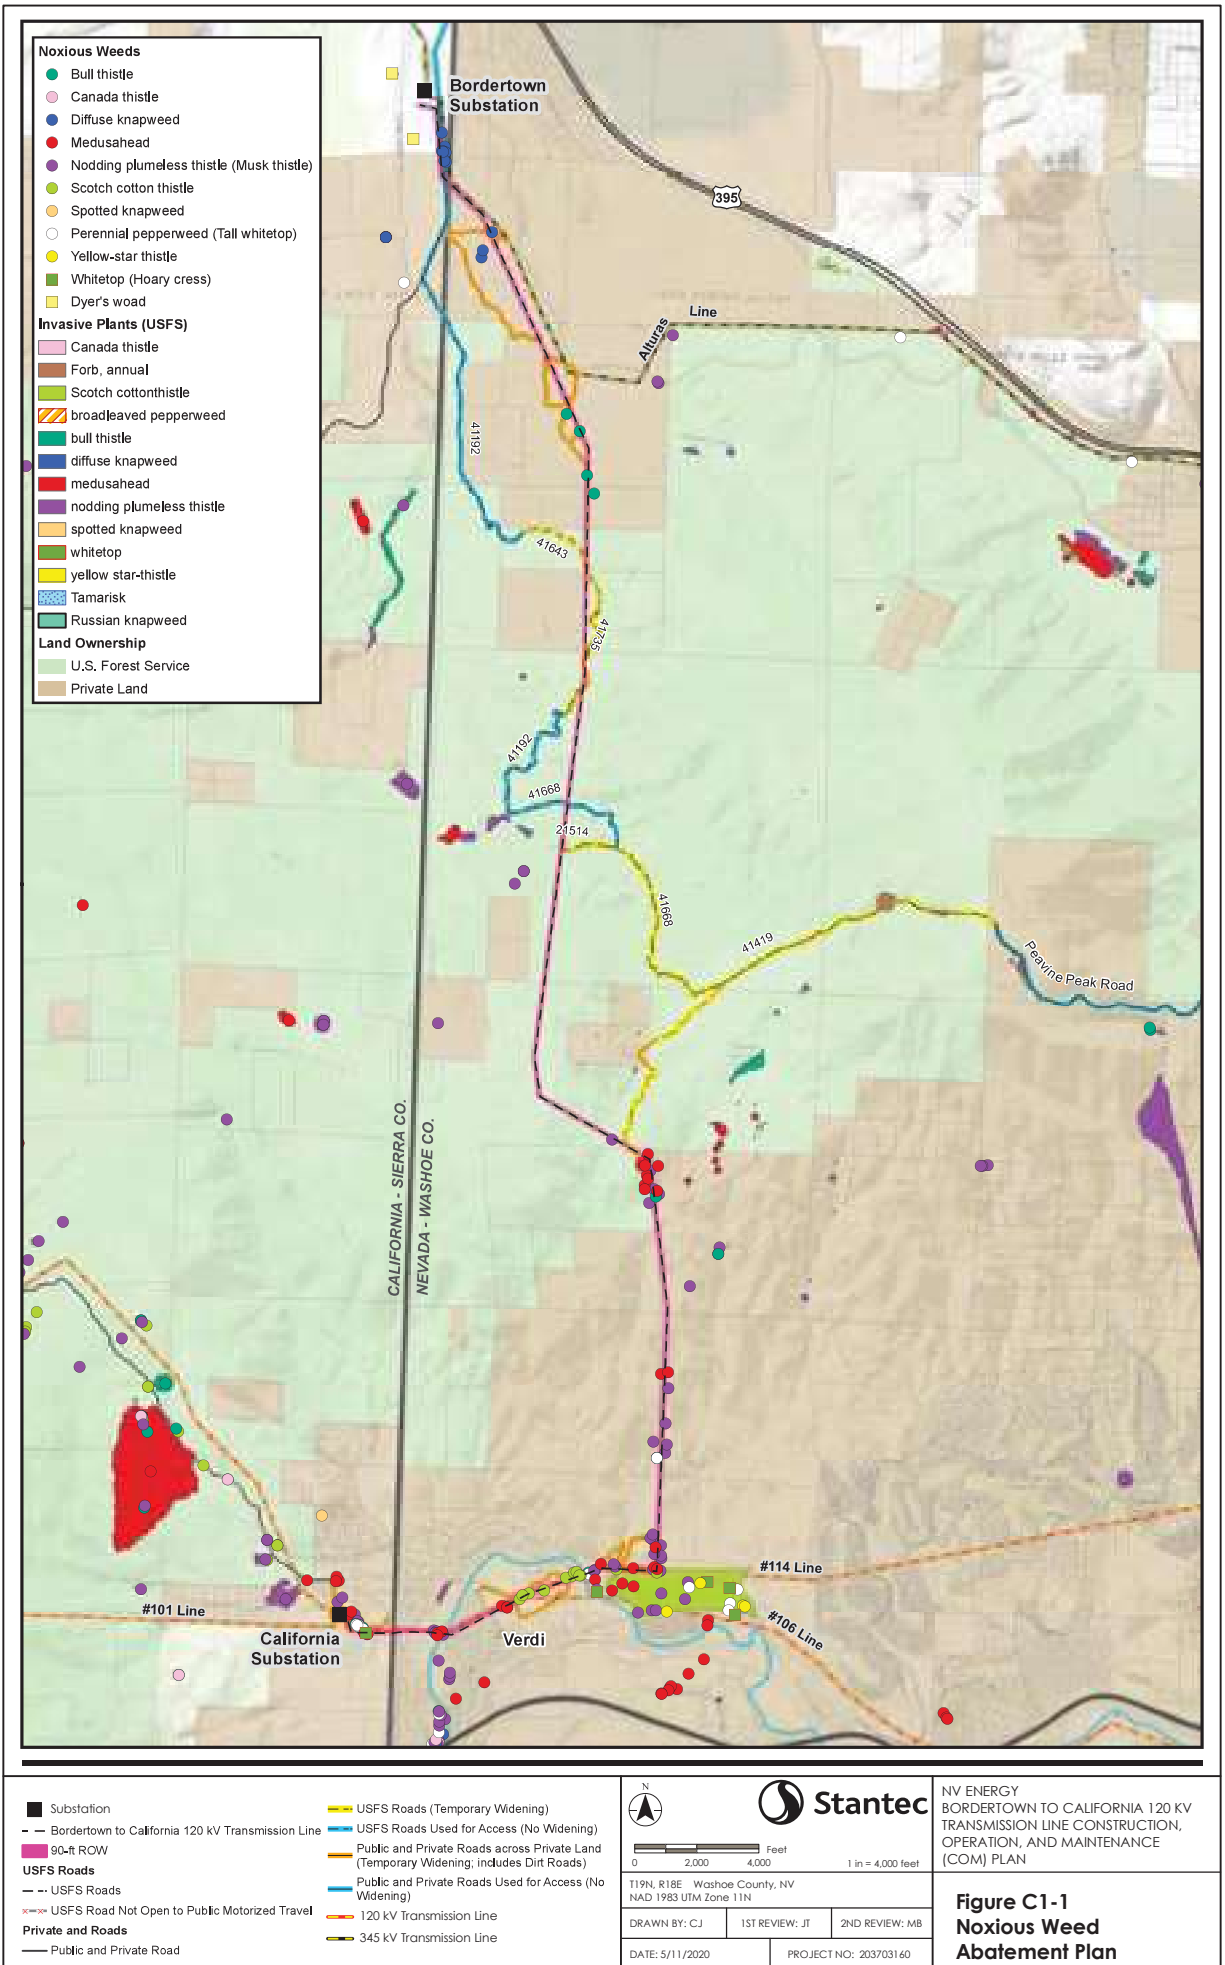 Noxious Weeds
Bull thistle
Canada thistle
Diffuse knapweed
Medusahead
Nodding plumeless thistle (Musk thistle)
Scotch cotton thistle
Spotted knapweed
Perennial pepperweed (Tall whitetop)
Yellow-star thistle
Whitetop (Hoary cress)
Dyer's woad
Invasive Plants (USFS)
Canada thistle
Forb, annual
Scotch cottonthistle
broadleaved pepperweed
bull thistle
diffuse knapweed
medusahead
nodding plumeless thistle
spotted knapweed
whitetop
yellow star-thistle
Tamarisk
Russian knapweed
Land Ownership
U.S. Forest Service
Private Land
Bordertown
Substation
395
Alturas
Line
41192
41643
41735
41192
41668
21514
41668
41419
Peavine Peak Road
CALIFORNIA - SIERRA CO.
NEVADA - WASHOE CO.
#114 Line
#101 Line
#106 Line
California
Substation
Verdi
Substation
Bordertown to California 120 kV Transmission Line
90-ft ROW
USFS Roads
USFS Roads
USFS Road Not Open to Public Motorized Travel
Private and Roads
Public and Private Road
USFS Roads (Temporary Widening)
USFS Roads Used for Access (No Widening)
Public and Private Roads across Private Land
(Temporary Widening; includes Dirt Roads)
Public and Private Roads Used for Access (No
Widening)
120 kV Transmission Line
345 kV Transmission Line
N
Stantec
Feet
0 2,000 4,000
1 in = 4,000 feet
T19N, R18E Washoe County, NV
NAD 1983 UTM Zone 11N
DRAWN BY: CJ
1ST REVIEW: JT
2ND REVIEW: MB
DATE: 5/11/2020
PROJECT NO: 203703160
NV ENERGY
BORDERTOWN TO CALIFORNIA 120 KV
TRANSMISSION LINE CONSTRUCTION,
OPERATION, AND MAINTENANCE
(COM) PLAN
Figure C1-1
Noxious Weed
Abatement Plan